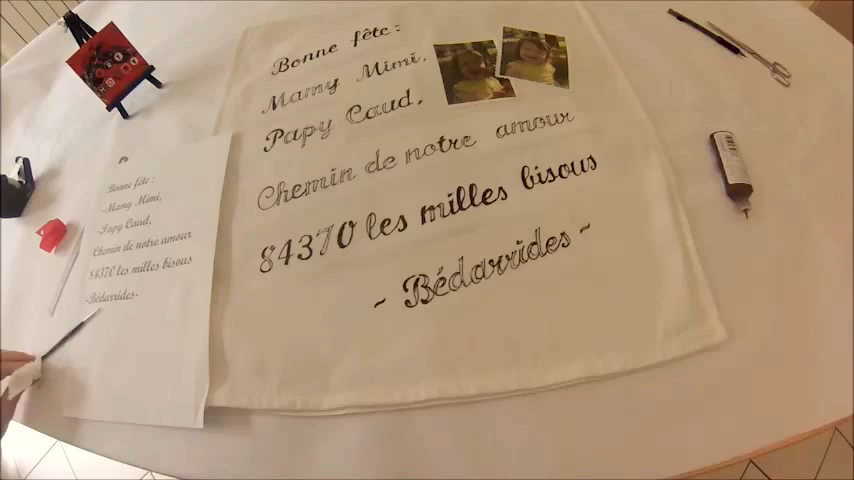 Bonne fête :
Mamy Mimi,
Papy Caud,
Chemin de notre amour
84370 les milles bisous
~ Bédarrides ~
Bonne fête :
-Mamy Mimi,
-Papy Caud,
Chemin de notre amour
84370 les milles bisous
-Bédarrides-